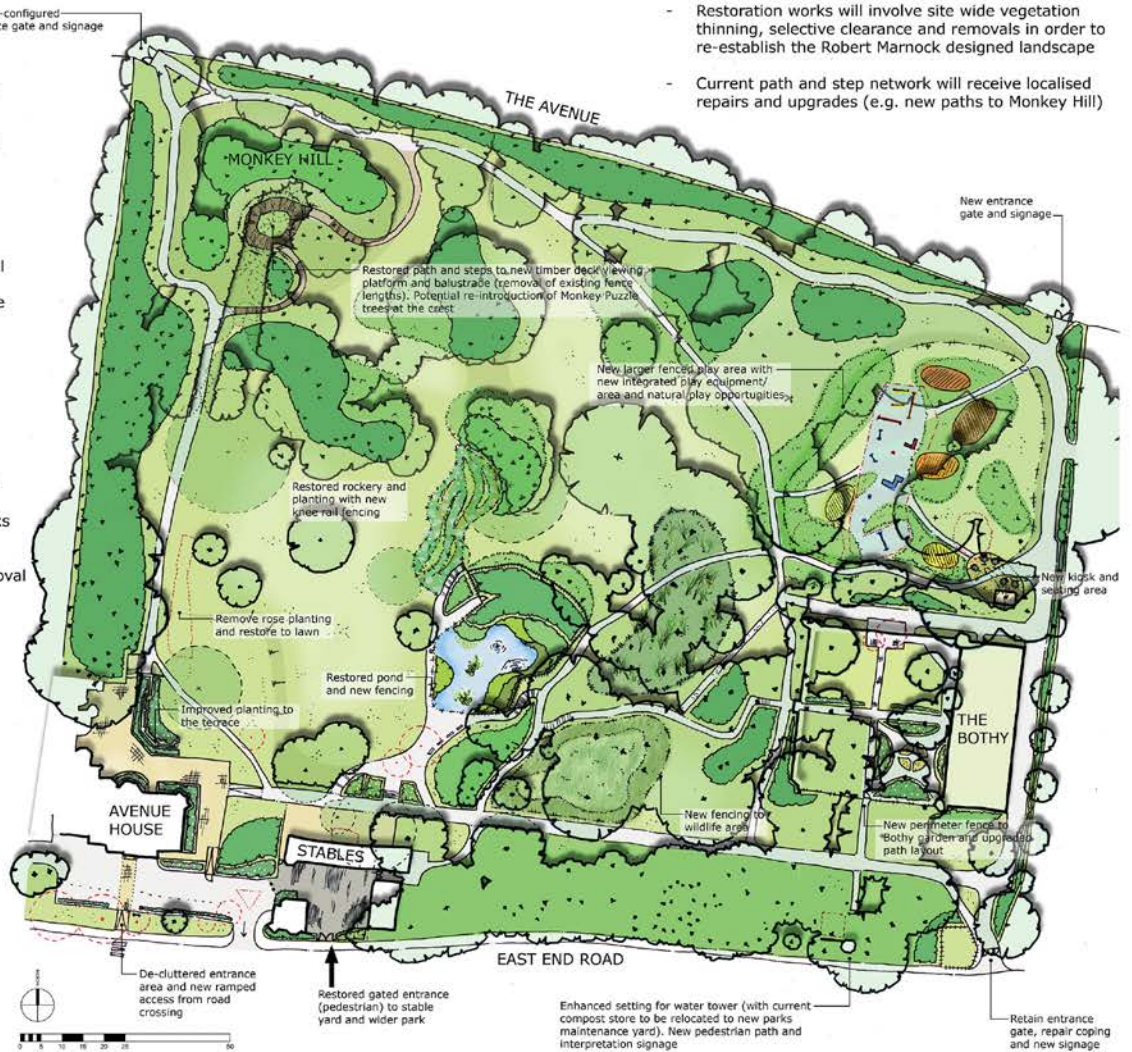 -configured
e gate and signage
- Restoration works will involve site wide vegetation
thinning, selective clearance and removals in order to
re-establish the Robert Marnock designed landscape
- Current path and step network will receive localised
repairs and upgrades (e.g. new paths to Monkey Hill)
THE AVENUE
MONKEY HILL
New entrance
gate and signage
l
e
Restored path and steps to new timber deck viewing
platform and balustrade (removal of existing fence
lengths). Potential re-introduction of Monkey Puzzle
trees at the crest
New larger fenced play area with
new integrated play equipment/
area and natural play opportunities
Restored rockery and
planting with new
knee rail fencing
ks
oval
New kiosk and
seating area
Remove rose planting
and restore to lawn
Restored pond
and new fencing
Improved planting to
the terrace
THE
BOTHY
AVENUE
HOUSE
STABLES
New fencing to
wildlife area
New perimeter fence to
Bothy garden and upgraded
path layout
EAST END ROAD
De-cluttered entrance
area and new ramped
access from road
crossing
Restored gated entrance
(pedestrian) to stable
yard and wider park
Enhanced setting for water tower (with current
compost store to be relocated to new parks
maintenance yard). New pedestrian path and
interpretation signage
Retain entrance
gate, repair coping
and new signage
0 5 10 15 20 25 50